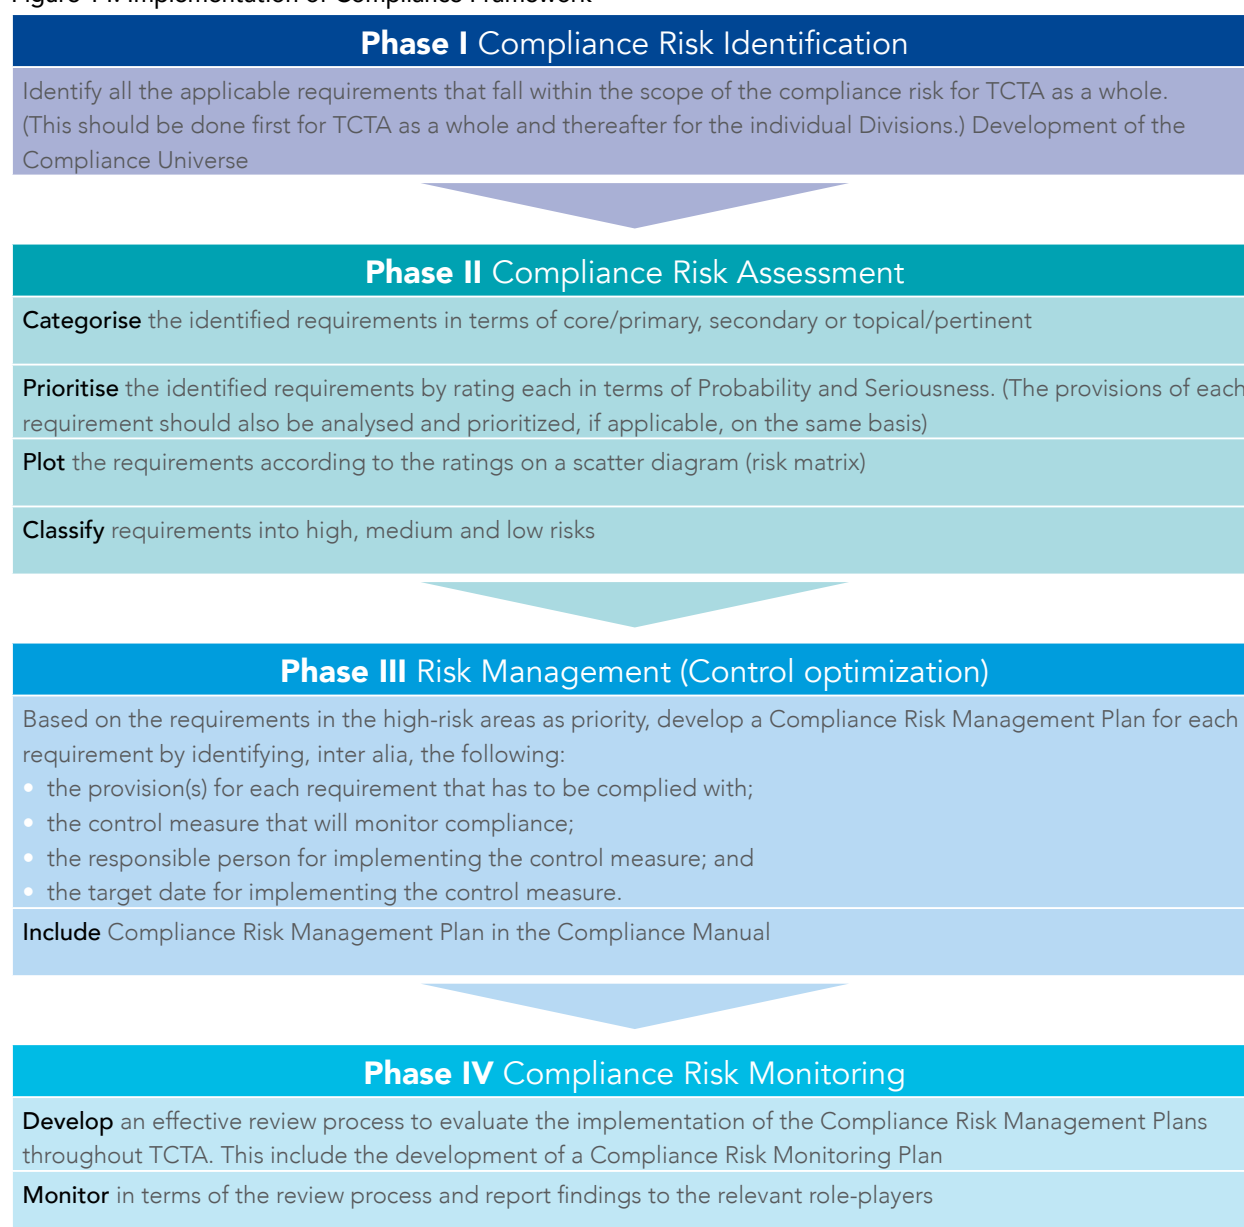 Implementation of Compliance Framework
Phase I Compliance Risk Identification
Identify all the applicable requirements that fall within the scope of the compliance risk for TCTA as a whole.
(This should be done first for TCTA as a whole and thereafter for the individual Divisions.) Development of the
Compliance Universe
Phase II Compliance Risk Assessment
Categorise the identified requirements in terms of core/primary, secondary or topical/pertinent
Prioritise the identified requirements by rating each in terms of Probability and Seriousness. (The provisions of each
requirement should also be analysed and prioritized, if applicable, on the same basis)
Plot the requirements according to the ratings on a scatter diagram (risk matrix)
Classify requirements into high, medium and low risks
Phase III Risk Management (Control optimization)
Based on the requirements in the high-risk areas as priority, develop a Compliance Risk Management Plan for each
requirement by identifying, inter alia, the following:
• the provision(s) for each requirement that has to be complied with;
• the control measure that will monitor compliance;
• the responsible person for implementing the control measure; and
• the target date for implementing the control measure.
Include Compliance Risk Management Plan in the Compliance Manual
Phase IV Compliance Risk Monitoring
Develop an effective review process to evaluate the implementation of the Compliance Risk Management Plans
throughout TCTA. This include the development of a Compliance Risk Monitoring Plan
Monitor in terms of the review process and report findings to the relevant role-players